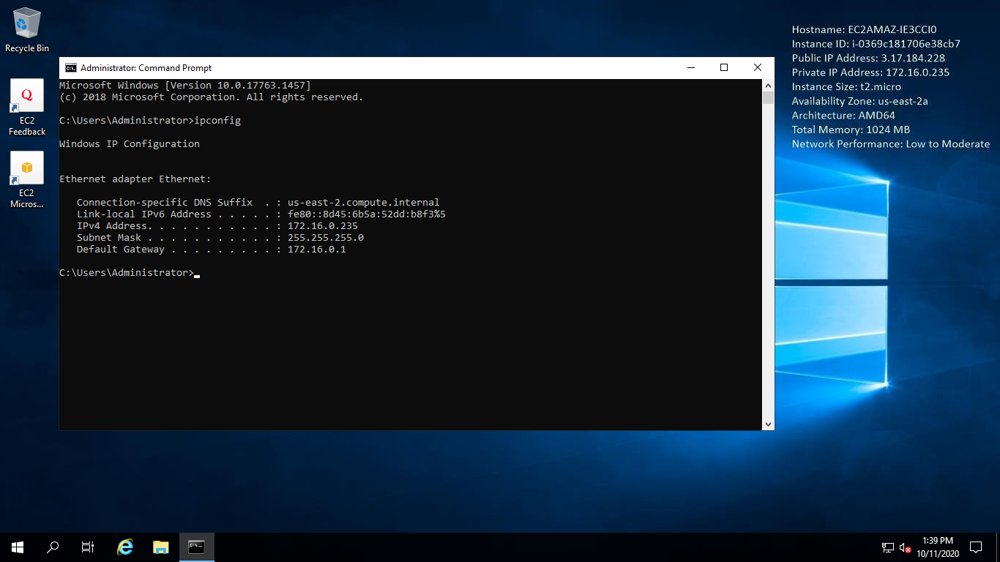 Recycle Bin
EC2
Feedback
EC2
Micros...
Hostname: EC2AMAZ-IE3CCI0
Instance ID: i-0369c181706e38cb7
Public IP Address: 3.17.184.228
Private IP Address: 172.16.0.235
Instance Size: t2.micro
Availability Zone: us-east-2a
Architecture: AMD64
Total Memory: 1024 MB
Network Performance: Low to Moderate
Administrator: Command Prompt
Microsoft Windows [Version 10.0.17763.1457]
(c) 2018 Microsoft Corporation. All rights reserved.
C:\Users\Administrator>ipconfig
Windows IP Configuration
Ethernet adapter Ethernet:
Connection-specific DNS Suffix  . : us-east-2.compute.internal
Link-local IPv6 Address . . . . . : fe80::8d45:6b5a:52dd:b8f3%5
IPv4 Address. . . . . . . . . . . : 172.16.0.235
Subnet Mask . . . . . . . . . . . : 255.255.255.0
Default Gateway . . . . . . . . . : 172.16.0.1
C:\Users\Administrator>
1:39 PM
10/11/2020